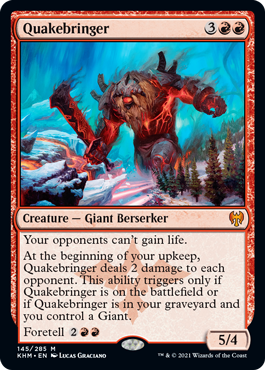 Quakebringer 3
Creature — Giant Berserker
Your opponents can't gain life.
At the beginning of your upkeep,
Quakebringer deals 2 damage to each
opponent. This ability triggers only if
Quakebringer is on the battlefield or
if Quakebringer is in your graveyard and
you control a Giant.
Foretell 2
5/4
145/285 M
KHM • EN Lucas Graciano
™ & © 2021 Wizards of the Coast